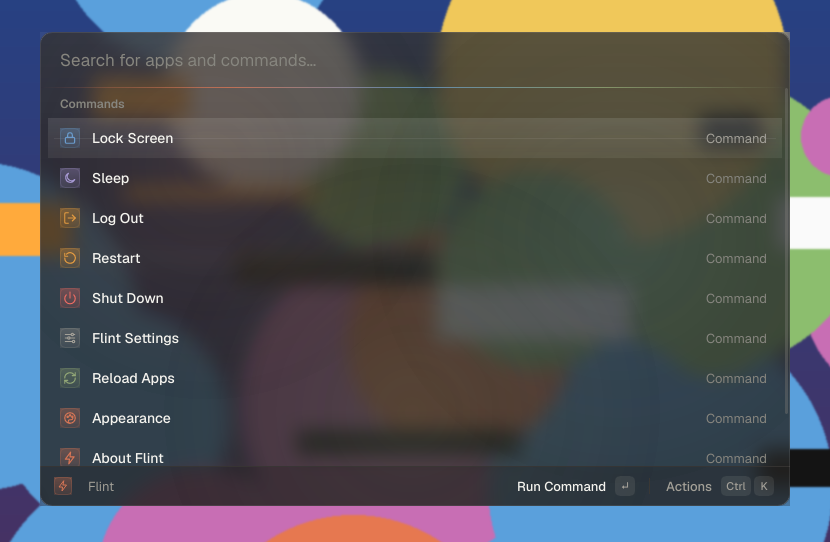 Search for apps and commands...
Commands
Lock Screen Command
Sleep Command
Log Out Command
Restart Command
Shut Down Command
Flint Settings Command
Reload Apps Command
Appearance Command
About Flint Command
Flint Run Command ↵ Actions Ctrl K